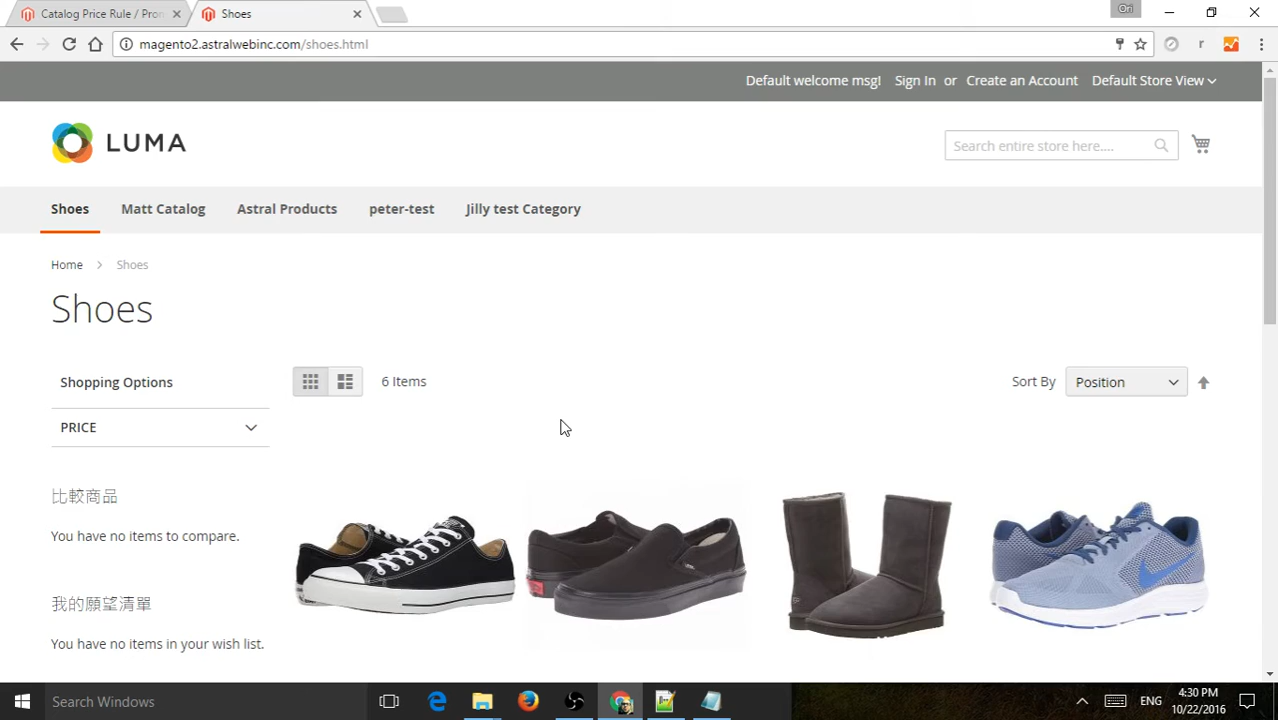 Catalog Price Rule / Pron
Shoes
Ori
magento2.astralwebinc.com/shoes.html
Default welcome msg! Sign In or Create an Account Default Store View
LUMA
Search entire store here....
Shoes Matt Catalog Astral Products peter-test Jilly test Category
Home > Shoes
Shoes
Shopping Options
6 Items
Sort By Position
PRICE
比較商品
You have no items to compare.
我的願望清單
You have no items in your wish list.
Search Windows
ENG
4:30 PM
10/22/2016